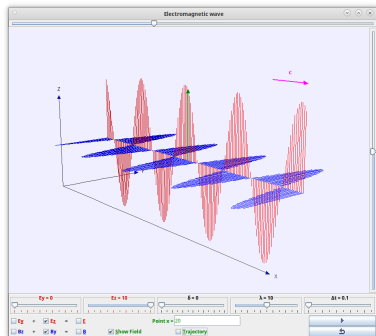 Electromagnetic wave
c
z
x
Ey = 0 Ez = 10 δ = 0 λ = 10 Δt = 0.1
Ey + Ez = E Point x = 20
Bz + By = B Show Field Trajectory